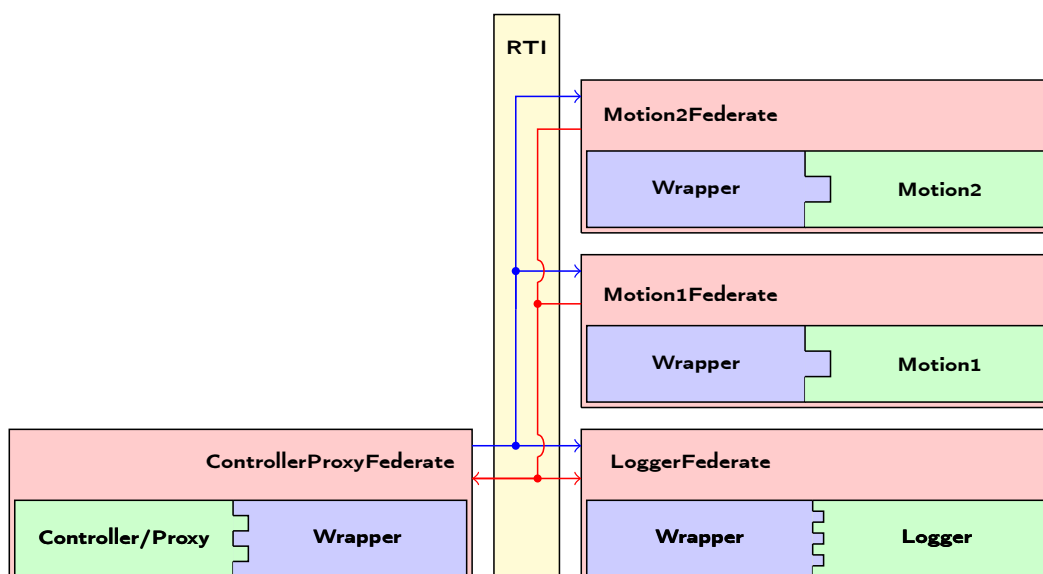 RTI
Motion2Federate
Wrapper
Motion2
Motion1Federate
Wrapper
Motion1
ControllerProxyFederate
LoggerFederate
Controller/Proxy
Wrapper
Wrapper
Logger